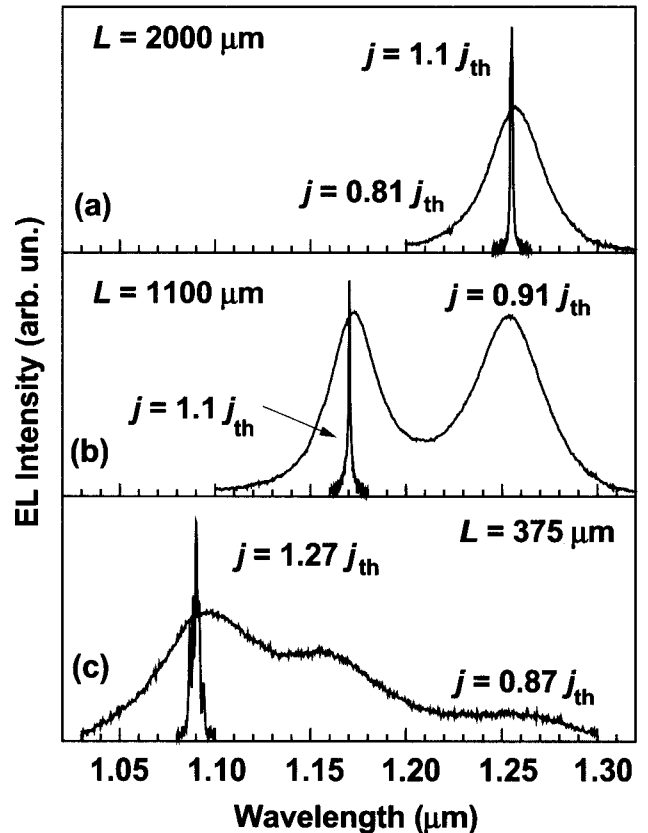 L = 2000 μm
j = 1.1 jth
j = 0.81 jth
(a)
L = 1100 μm
j = 0.91 jth
j = 1.1 jth
(b)
L = 375 μm
j = 1.27 jth
(c)
j = 0.87 jth
EL Intensity (arb. un.)
1.05 1.10 1.15 1.20 1.25 1.30
Wavelength (μm)